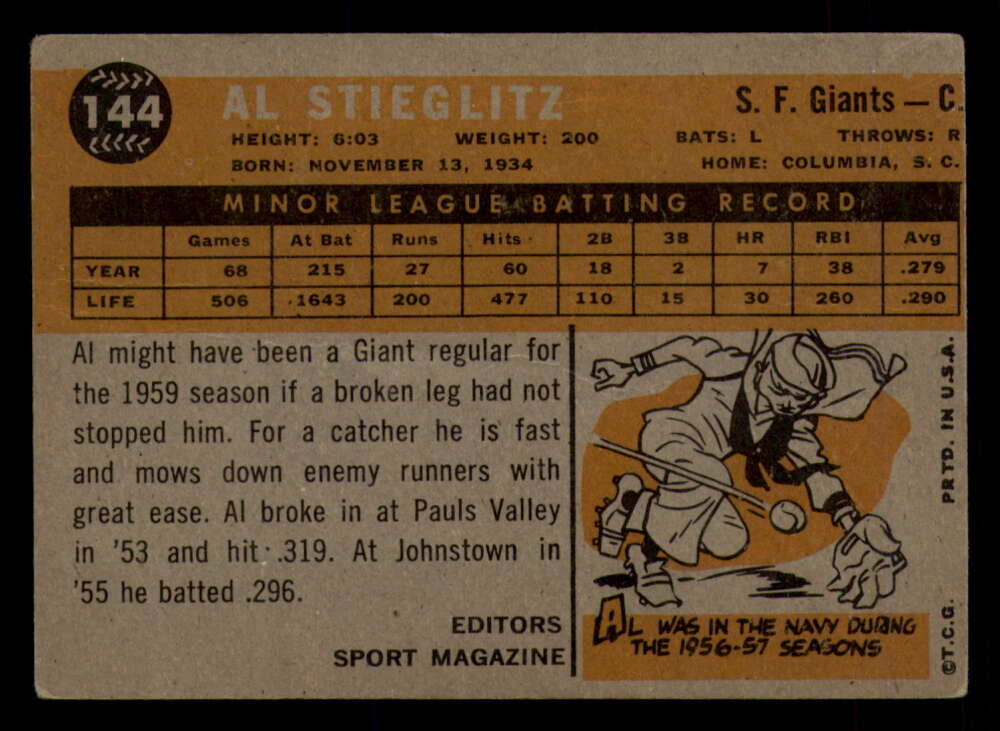 144
AL STIEGLITZ
S. F. Giants — C.
HEIGHT: 6:03 WEIGHT: 200 BATS: L THROWS: R
BORN: NOVEMBER 13, 1934 HOME: COLUMBIA, S. C.
MINOR LEAGUE BATTING RECORD
Games At Bat Runs Hits 2B 3B HR RBI Avg
YEAR 68 215 27 60 18 2 7 38 .279
LIFE 506 1643 200 477 110 15 30 260 .290
Al might have been a Giant regular for
the 1959 season if a broken leg had not
stopped him. For a catcher he is fast
and mows down enemy runners with
great ease. Al broke in at Pauls Valley
in '53 and hit .319. At Johnstown in
'55 he batted .296.
EDITORS
SPORT MAGAZINE
AL WAS IN THE NAVY DURING
THE 1956-57 SEASONS
©T.C.G. PRTD. IN U.S.A.